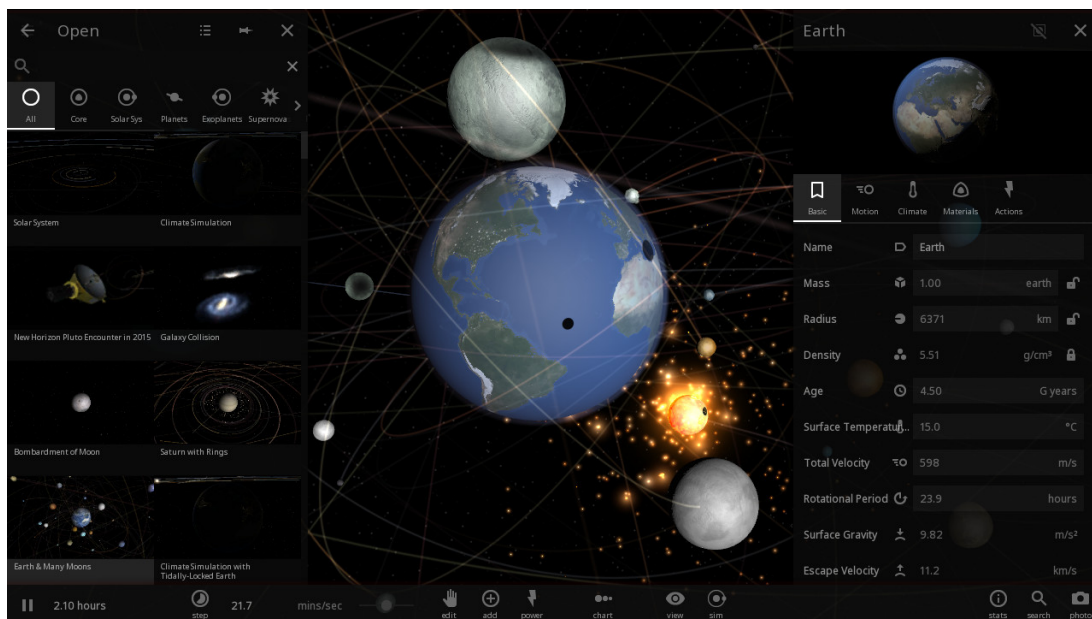 Open
All
Core
Solar Sys
Planets
Exoplanets
Supernova
Solar System
Climate Simulation
New Horizon Pluto Encounter in 2015
Galaxy Collision
Bombardment of Moon
Saturn with Rings
Earth & Many Moons
Climate Simulation with
Tidally-Locked Earth
Earth
Basic
Motion
Climate
Materials
Actions
Name Earth
Mass 1.00 earth
Radius 6371 km
Density 5.51 g/cm³
Age 4.50 G years
Surface Temperatu... 15.0 °C
Total Velocity 598 m/s
Rotational Period 23.9 hours
Surface Gravity 9.82 m/s²
Escape Velocity 11.2 km/s
2.10 hours
step
21.7 mins/sec
edit
add
power
chart
view
sim
stats
search
photo